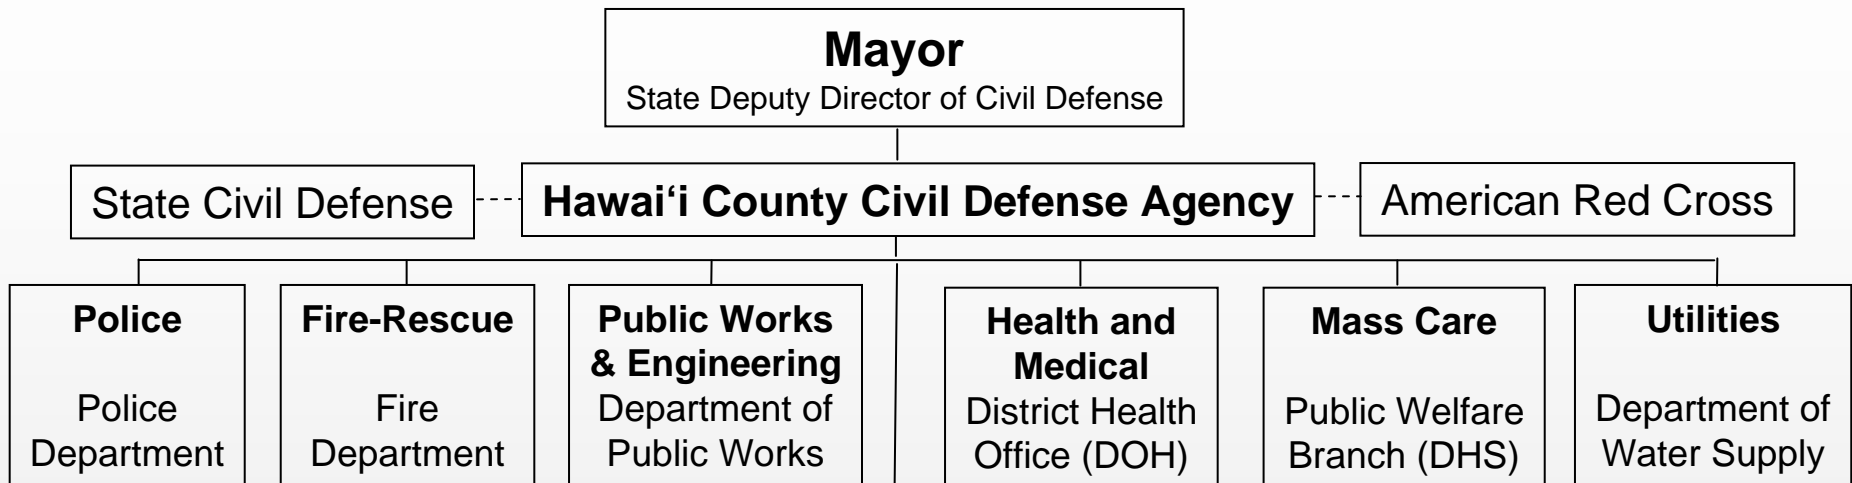 Mayor
State Deputy Director of Civil Defense
State Civil Defense
Hawai‘i County Civil Defense Agency
American Red Cross
Police
Police
Department
Fire-Rescue
Fire
Department
Public Works
& Engineering
Department of
Public Works
Health and
Medical
District Health
Office (DOH)
Mass Care
Public Welfare
Branch (DHS)
Utilities
Department of
Water Supply